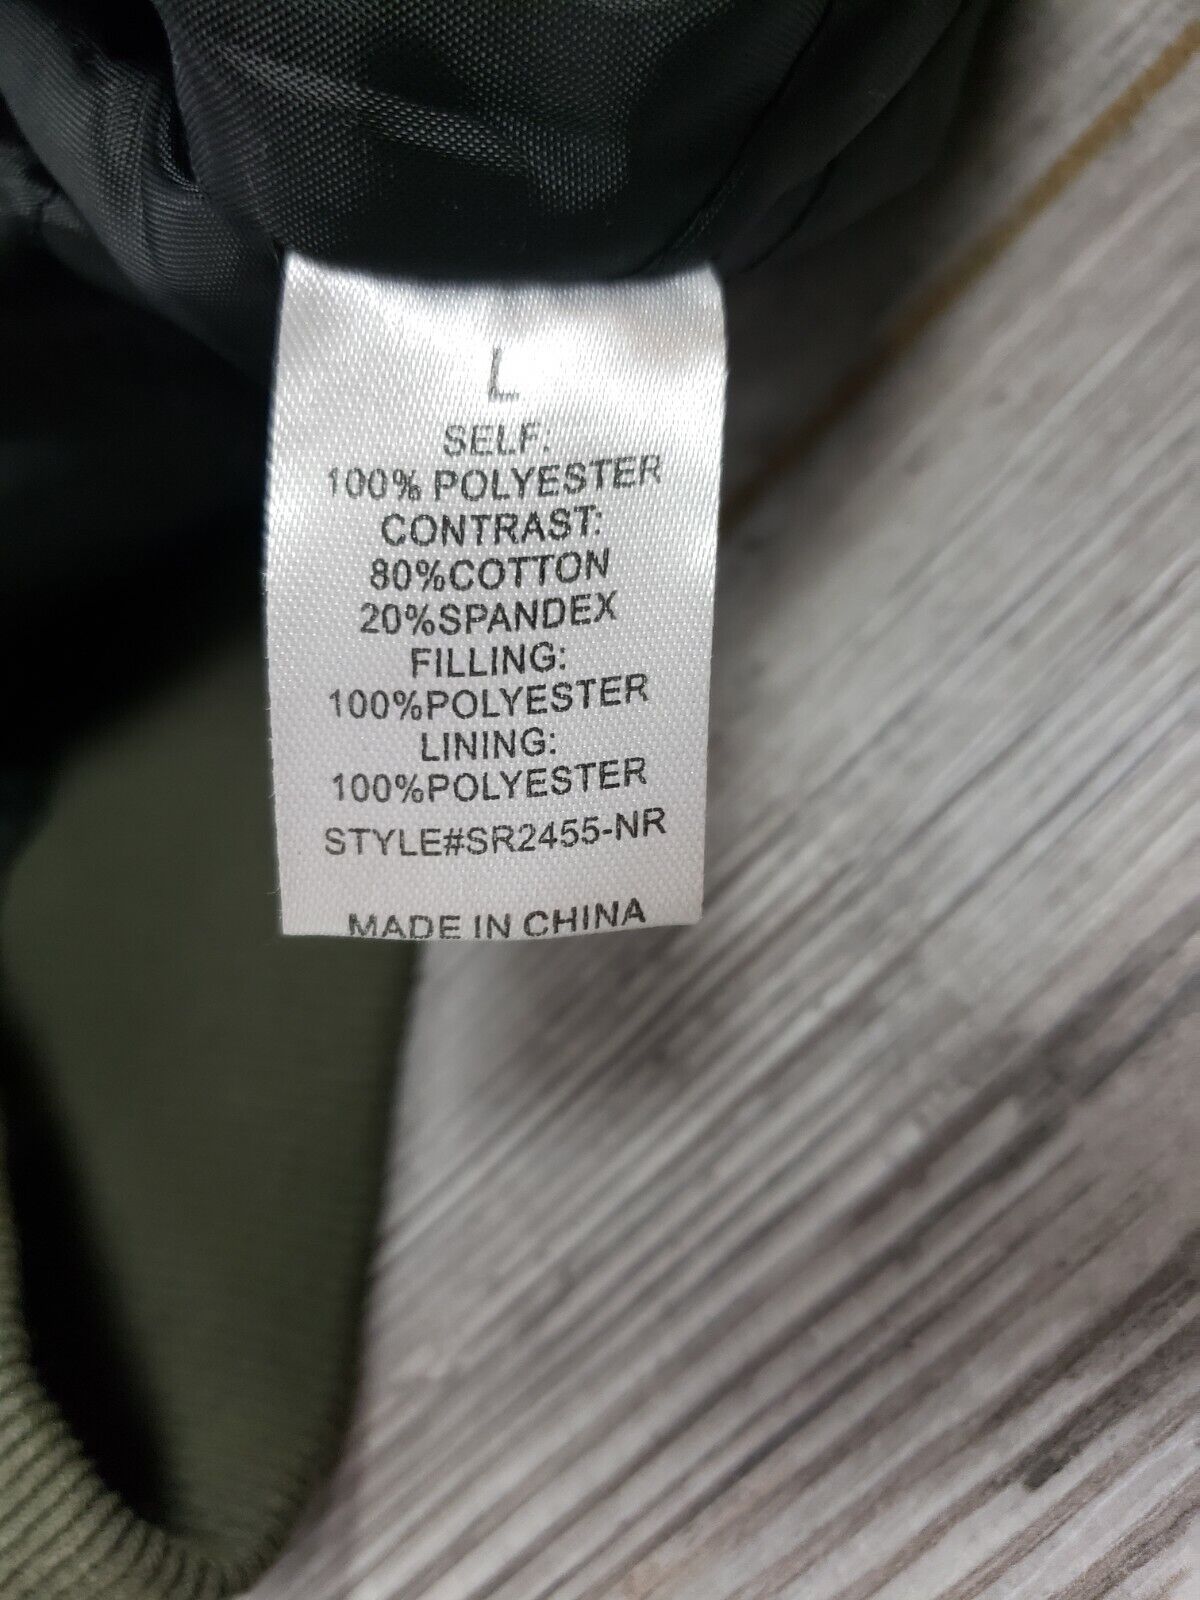 L
SELF:
100% POLYESTER
CONTRAST:
80%COTTON
20%SPANDEX
FILLING:
100%POLYESTER
LINING:
100%POLYESTER
STYLE#SR2455-NR
MADE IN CHINA